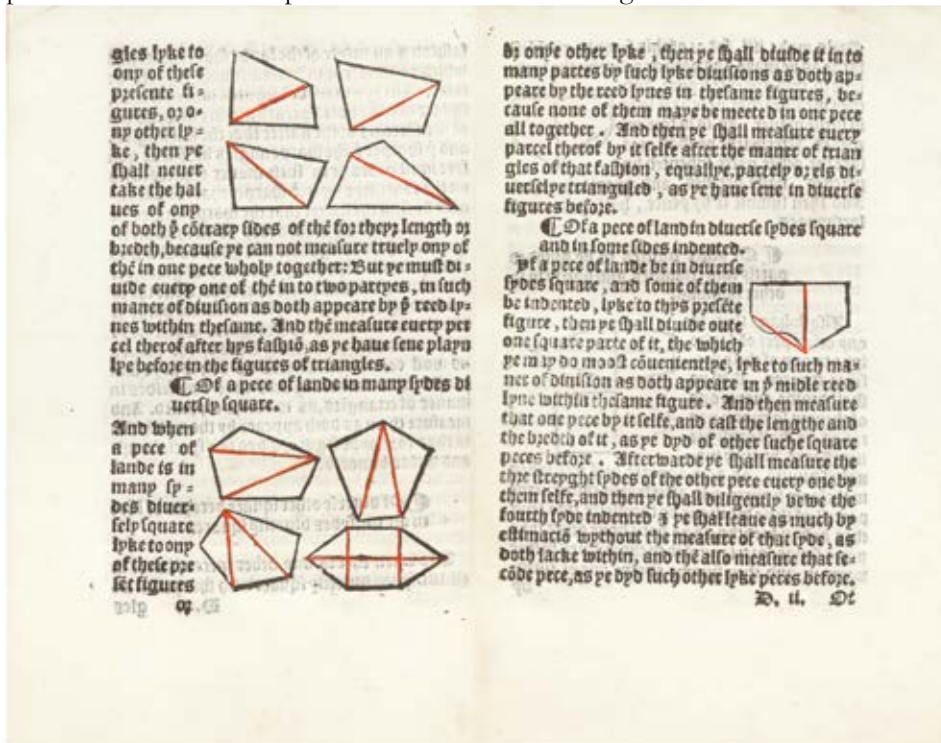 gles lyke to
ony of these
presente fi=
gures, or o=
ny other ly=
ke, then ye
shall neuer
take the hal
ues of ony
of both þͤ cōtrary sides of thē for theyr length or
bredth, because ye can not measure truely ony of
thē in one pece wholy together: But ye must di=
uide euery one of thē in to two partyes, in such
maner of diuision as doth appere by þͤ reed ly=
nes within thesame. And thē measure euery per
cel therof after hys fashiō, as ye haue sene playn
lye before in the figures of triangles.
¶ Of a pece of lande in many sydes di
uersly square.
And when
a pece of
lande is in
many sy=
des diuer=
sely square
lyke to ony
of these pre
sēt figures
or
or onye other lyke, then ye shall diuide it in to
many partes by such lyke diuisions as doth ap=
peare by the reed lynes in thesame figures, be=
cause none of them maye be meeted in one pece
all together. And then ye shall measure euery
parcel therof by it selfe after the maner of trian
gles of that fashion, equallye, partely or els di=
uerselye trianguled, as ye haue sene in diuerse
figures before.
¶ Of a pece of land in diuerse sydes square
and in some sides indented.
Yf a pece of lande be in diuerse
sydes square, and some of them
be indented, lyke to thys presēte
figure, then ye shall diuide oute
one square parte of it, the which
ye may do moost cōuenientlye, lyke to such ma=
ner of diuision as doth appeare in þͤ midle reed
lyne within thesame figure. And then measure
that one pece by it selfe, and cast the lengthe and
the bredth of it, as ye dyd of other suche square
peces before. Afterwarde ye shall measure the
thre streyght sydes of the other pece euery one by
them selfe, and then ye shall diligently vewe the
fourth syde indented & ye shal leaue as much by
estimaciō wythout the measure of that syde, as
doth lacke within, and thē also measure that se=
cōde pece, as ye dyd such other lyke peces before.
D. ii. Of